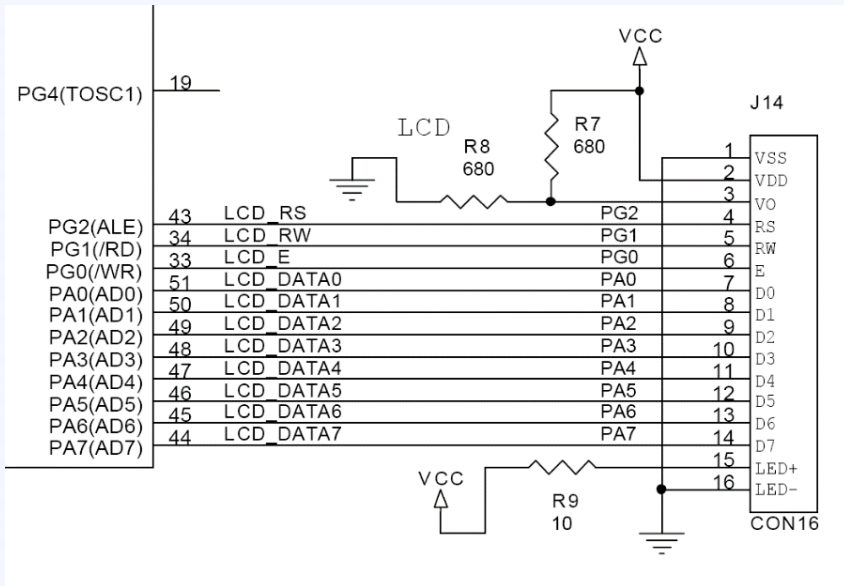 VCC
PG4(TOSC1) 19
J14
LCD
R8
680
R7
680
1 VSS
2 VDD
3 VO
PG2(ALE) 43 LCD_RS PG2 4 RS
PG1(/RD) 34 LCD_RW PG1 5 RW
PG0(/WR) 33 LCD_E PG0 6 E
PA0(AD0) 51 LCD_DATA0 PA0 7 D0
PA1(AD1) 50 LCD_DATA1 PA1 8 D1
PA2(AD2) 49 LCD_DATA2 PA2 9 D2
PA3(AD3) 48 LCD_DATA3 PA3 10 D3
PA4(AD4) 47 LCD_DATA4 PA4 11 D4
PA5(AD5) 46 LCD_DATA5 PA5 12 D5
PA6(AD6) 45 LCD_DATA6 PA6 13 D6
PA7(AD7) 44 LCD_DATA7 PA7 14 D7
15 LED+
VCC
16 LED-
R9
10
CON16